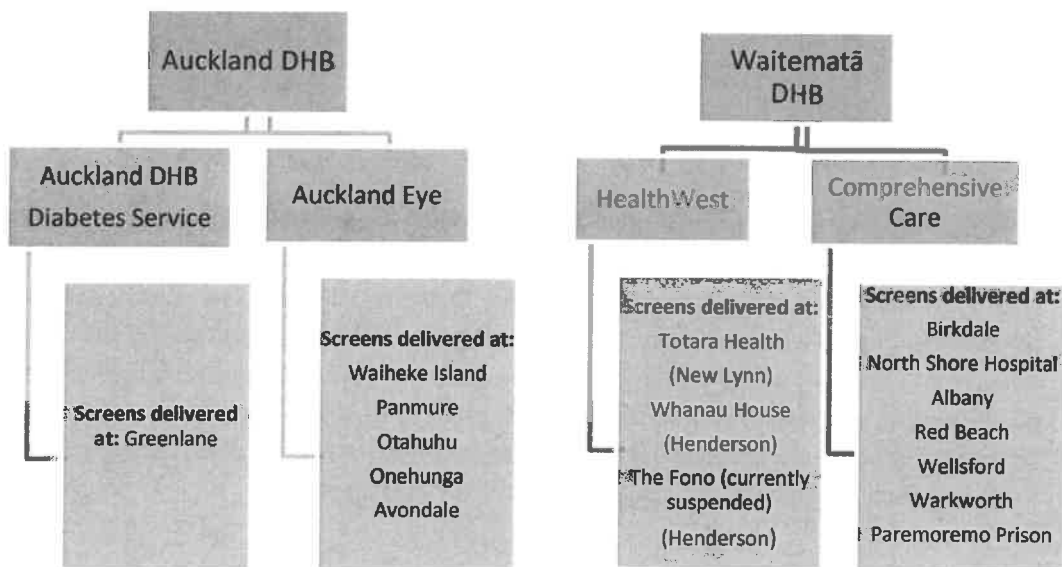 Auckland DHB
Auckland DHB
Diabetes Service
Screens delivered
at: Greenlane
Auckland Eye
Screens delivered at:
Waiheke Island
Panmure
Otahuhu
Onehunga
Avondale
Waitematā
DHB
HealthWest
Screens delivered at:
Totara Health
(New Lynn)
Whanau House
(Henderson)
The Fono (currently
suspended)
(Henderson)
Comprehensive
Care
Screens delivered at:
Birkdale
North Shore Hospital
Albany
Red Beach
Wellsford
Warkworth
Paremoremo Prison